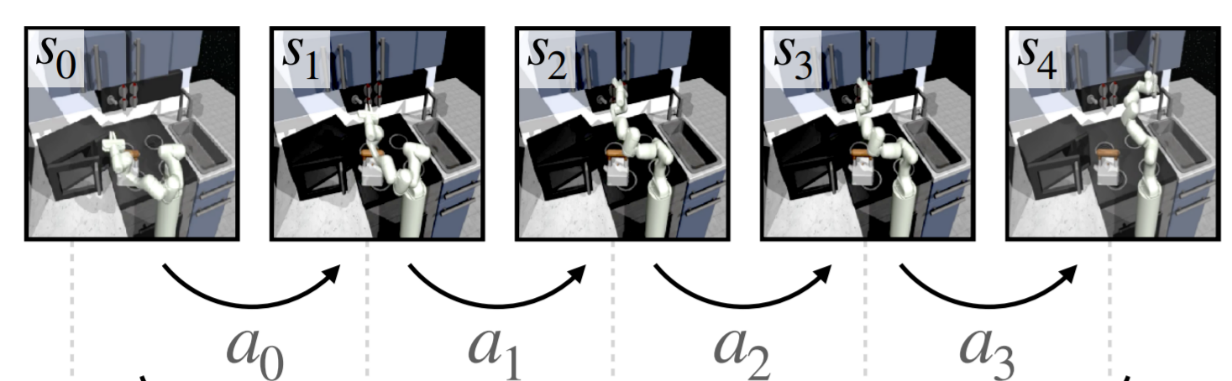 s₀ s₁ s₂ s₃ s₄
a₀ a₁ a₂ a₃